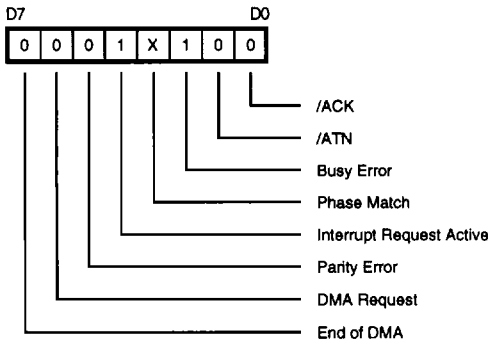 D7 D0
0 0 0 1 X 1 0 0
/ACK
/ATN
Busy Error
Phase Match
Interrupt Request Active
Parity Error
DMA Request
End of DMA